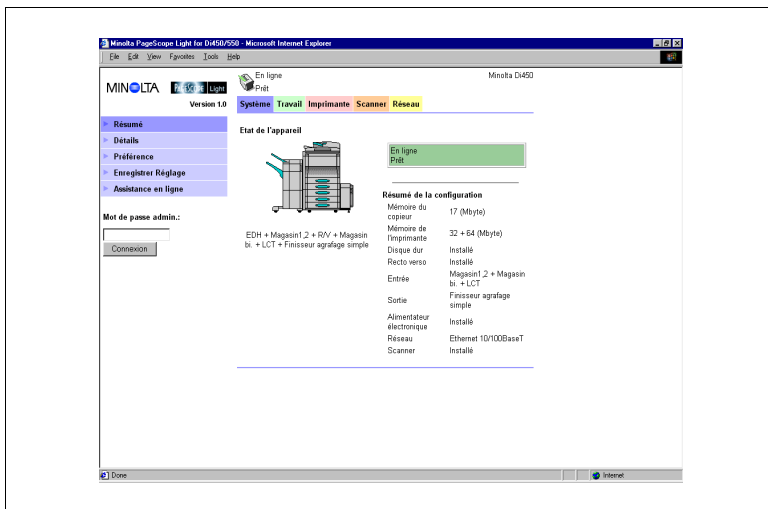 Minolta PageScope Light for Di450/550 - Microsoft Internet Explorer
File Edit View Favorites Tools Help
MINOLTA PAGESCOPE Light
Version 1.0
En ligne
Prêt
Minolta Di450
Système Travail Imprimante Scanner Réseau
Résumé
Détails
Préférence
Enregistrer Réglage
Assistance en ligne
Mot de passe admin.:
Connexion
Etat de l'appareil
EDH + Magasin1,2 + R/V + Magasin
bi. + LCT + Finisseur agrafage simple
En ligne
Prêt
Résumé de la configuration
Mémoire du
copieur
17 (Mbyte)
Mémoire de
l'imprimante
32 + 64 (Mbyte)
Disque dur Installé
Recto verso Installé
Entrée
Magasin1,2 + Magasin
bi. + LCT
Sortie
Finisseur agrafage
simple
Alimentateur
électronique
Installé
Réseau Ethernet 10/100BaseT
Scanner Installé
Done
Internet